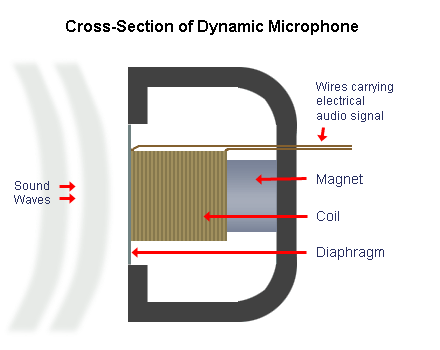 Cross-Section of Dynamic Microphone
Wires carrying
electrical
audio signal
Sound
Waves
Magnet
Coil
Diaphragm